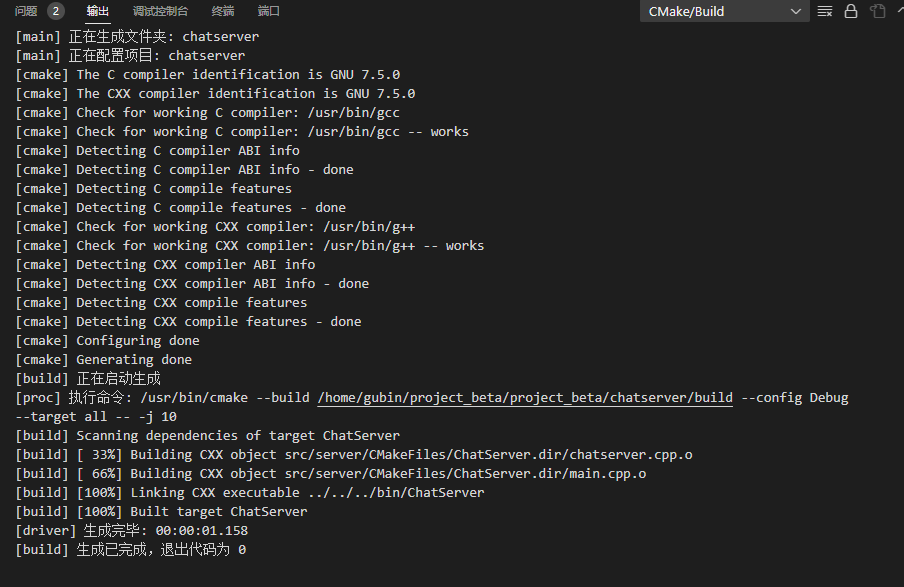 问题 2 输出 调试控制台 终端 端口 CMake/Build
[main] 正在生成文件夹: chatserver
[main] 正在配置项目: chatserver
[cmake] The C compiler identification is GNU 7.5.0
[cmake] The CXX compiler identification is GNU 7.5.0
[cmake] Check for working C compiler: /usr/bin/gcc
[cmake] Check for working C compiler: /usr/bin/gcc -- works
[cmake] Detecting C compiler ABI info
[cmake] Detecting C compiler ABI info - done
[cmake] Detecting C compile features
[cmake] Detecting C compile features - done
[cmake] Check for working CXX compiler: /usr/bin/g++
[cmake] Check for working CXX compiler: /usr/bin/g++ -- works
[cmake] Detecting CXX compiler ABI info
[cmake] Detecting CXX compiler ABI info - done
[cmake] Detecting CXX compile features
[cmake] Detecting CXX compile features - done
[cmake] Configuring done
[cmake] Generating done
[build] 正在启动生成
[proc] 执行命令: /usr/bin/cmake --build /home/gubin/project_beta/project_beta/chatserver/build --config Debug
--target all -- -j 10
[build] Scanning dependencies of target ChatServer
[build] [ 33%] Building CXX object src/server/CMakeFiles/ChatServer.dir/chatserver.cpp.o
[build] [ 66%] Building CXX object src/server/CMakeFiles/ChatServer.dir/main.cpp.o
[build] [100%] Linking CXX executable ../../../bin/ChatServer
[build] [100%] Built target ChatServer
[driver] 生成完毕: 00:00:01.158
[build] 生成已完成，退出代码为 0